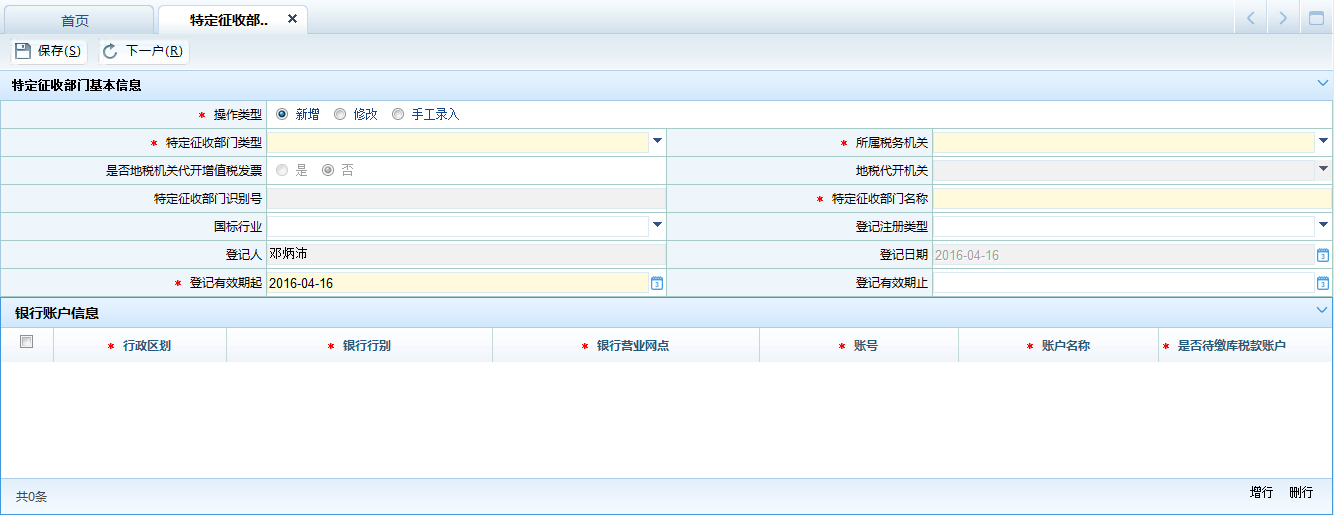 首页 特定征收部.. ×
保存(S) 下一户(R)
特定征收部门基本信息
* 操作类型 新增 修改 手工录入
* 特定征收部门类型 * 所属税务机关
是否地税机关代开增值税发票 是 否 地税代开机关
特定征收部门识别号 * 特定征收部门名称
国标行业 登记注册类型
登记人 邓炳沛 登记日期 2016-04-16
* 登记有效期起 2016-04-16 登记有效期止
银行账户信息
* 行政区划 * 银行行别 * 银行营业网点 * 账号 * 账户名称 * 是否待缴库税款账户
共0条 增行 删行